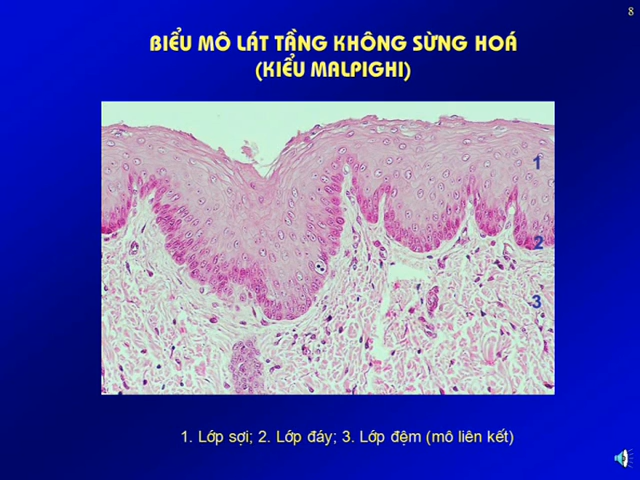 8
BIỂU MÔ LÁT TẦNG KHÔNG SỪNG HOÁ
(KIỂU MALPIGHI)
1
2
3
1. Lớp sợi; 2. Lớp đáy; 3. Lớp đệm (mô liên kết)